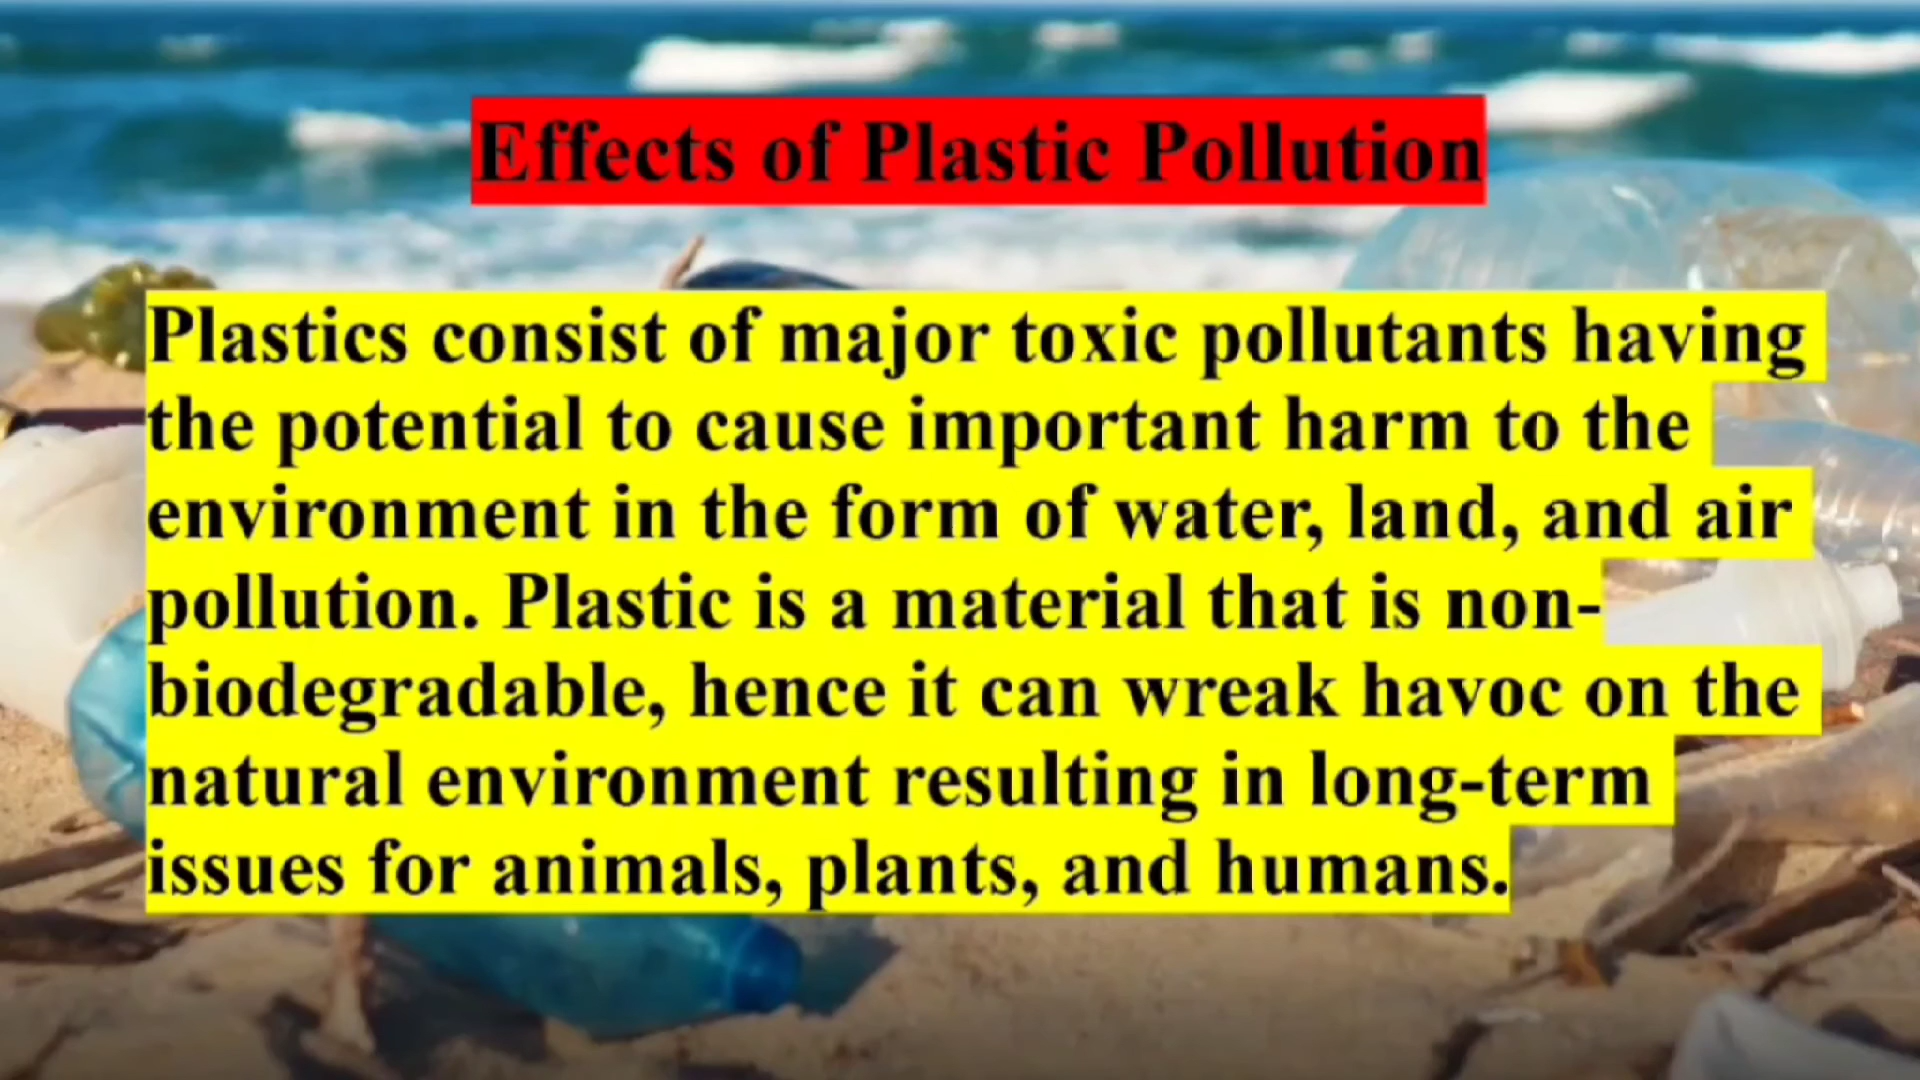 Effects of Plastic Pollution
Plastics consist of major toxic pollutants having
the potential to cause important harm to the
environment in the form of water, land, and air
pollution. Plastic is a material that is non-
biodegradable, hence it can wreak havoc on the
natural environment resulting in long-term
issues for animals, plants, and humans.